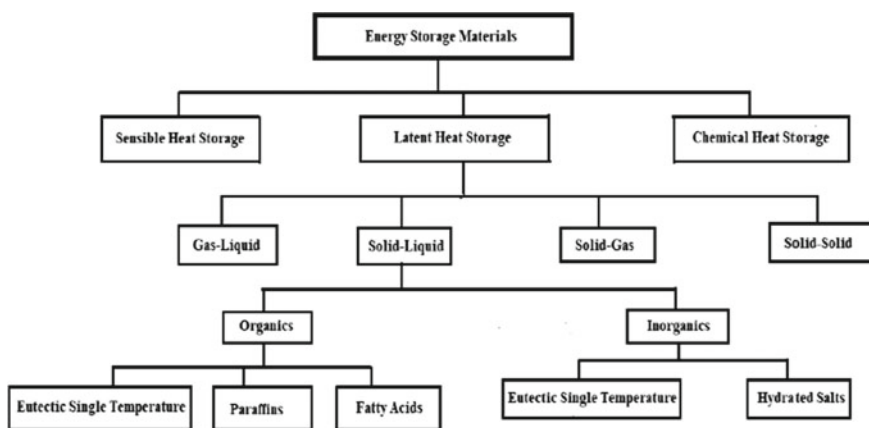 Energy Storage Materials
Sensible Heat Storage
Latent Heat Storage
Chemical Heat Storage
Gas-Liquid
Solid-Liquid
Solid-Gas
Solid-Solid
Organics
Inorganics
Eutectic Single Temperature
Paraffins
Fatty Acids
Eutectic Single Temperature
Hydrated Salts